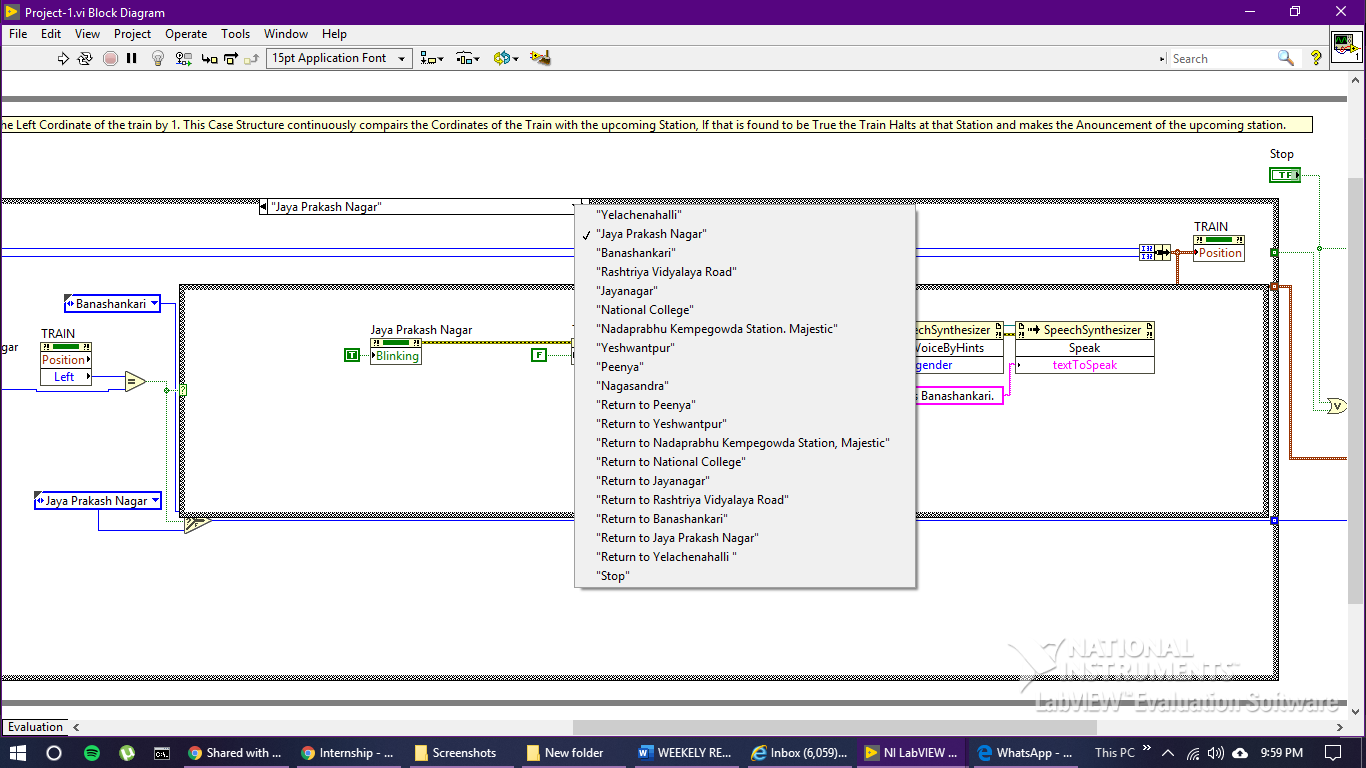 Project-1.vi Block Diagram
File Edit View Project Operate Tools Window Help
15pt Application Font
Search
1
he Left Cordinate of the train by 1. This Case Structure continuously compairs the Cordinates of the Train with the upcoming Station, If that is found to be True the Train Halts at that Station and makes the Anouncement of the upcoming station.
Stop
TF
"Jaya Prakash Nagar"
"Yelachenahalli"
"Jaya Prakash Nagar"
"Banashankari"
"Rashtriya Vidyalaya Road"
"Jayanagar"
"National College"
"Nadaprabhu Kempegowda Station. Majestic"
"Yeshwantpur"
"Peenya"
"Nagasandra"
"Return to Peenya"
"Return to Yeshwantpur"
"Return to Nadaprabhu Kempegowda Station, Majestic"
"Return to National College"
"Return to Jayanagar"
"Return to Rashtriya Vidyalaya Road"
"Return to Banashankari"
"Return to Jaya Prakash Nagar"
"Return to Yelachenahalli "
"Stop"
TRAIN
Position
Banashankari
TRAIN
gar
Position
Left
Jaya Prakash Nagar
T
Blinking
F
echSynthesizer
VoiceByHints
gender
SpeechSynthesizer
Speak
textToSpeak
s Banashankari.
Jaya Prakash Nagar
NATIONAL
INSTRUMENTS
LabVIEW™ Evaluation Software
Evaluation
Shared with ... Internship - ... Screenshots New folder WEEKELY RE... Inbox (6,059)... NI LabVIEW ... WhatsApp - ... This PC 9:59 PM